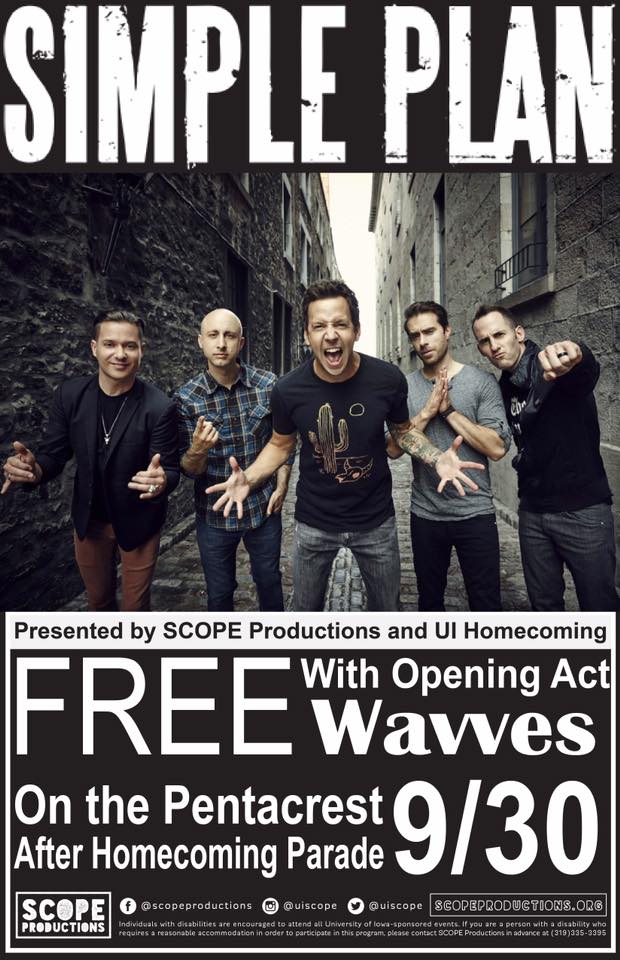 SIMPLE PLAN
Presented by SCOPE Productions and UI Homecoming
FREE
With Opening Act
Wavves
On the Pentacrest
After Homecoming Parade
9/30
SCOPE
PRODUCTIONS
@scopeproductions @uiscope @uiscope SCOPEPRODUCTIONS.ORG
Individuals with disabilities are encouraged to attend all University of Iowa-sponsored events. If you are a person with a disability who
requires a reasonable accommodation in order to participate in this program, please contact SCOPE Productions in advance at (319)335-3395